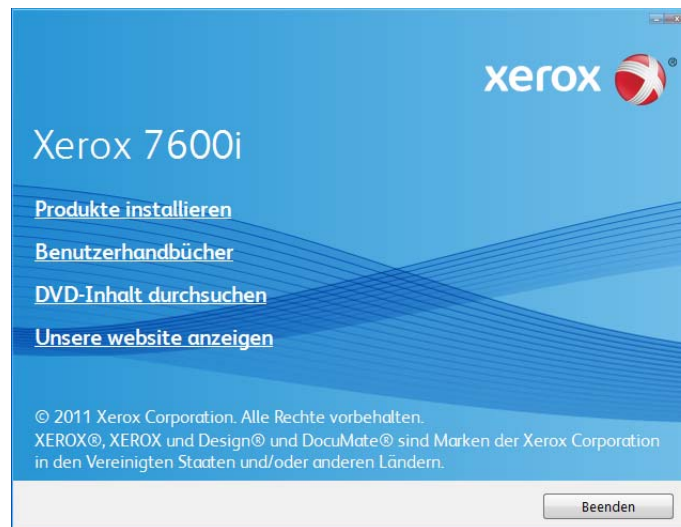 xerox ®
Xerox 7600i
Produkte installieren
Benutzerhandbücher
DVD-Inhalt durchsuchen
Unsere website anzeigen
© 2011 Xerox Corporation. Alle Rechte vorbehalten.
XEROX®, XEROX und Design® und DocuMate® sind Marken der Xerox Corporation
in den Vereinigten Staaten und/oder anderen Ländern.
Beenden